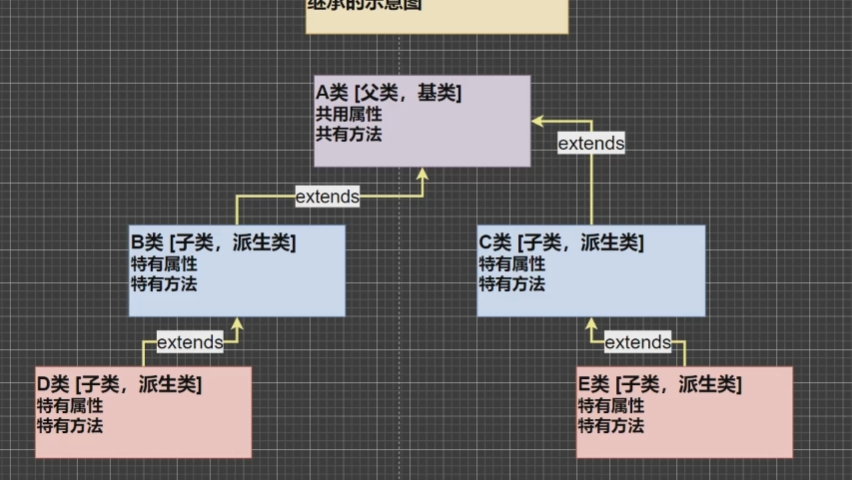 继承的示意图
A类 [父类，基类]
共用属性
共有方法
extends
extends
B类 [子类，派生类]
特有属性
特有方法
C类 [子类，派生类]
特有属性
特有方法
extends
extends
D类 [子类，派生类]
特有属性
特有方法
E类 [子类，派生类]
特有属性
特有方法